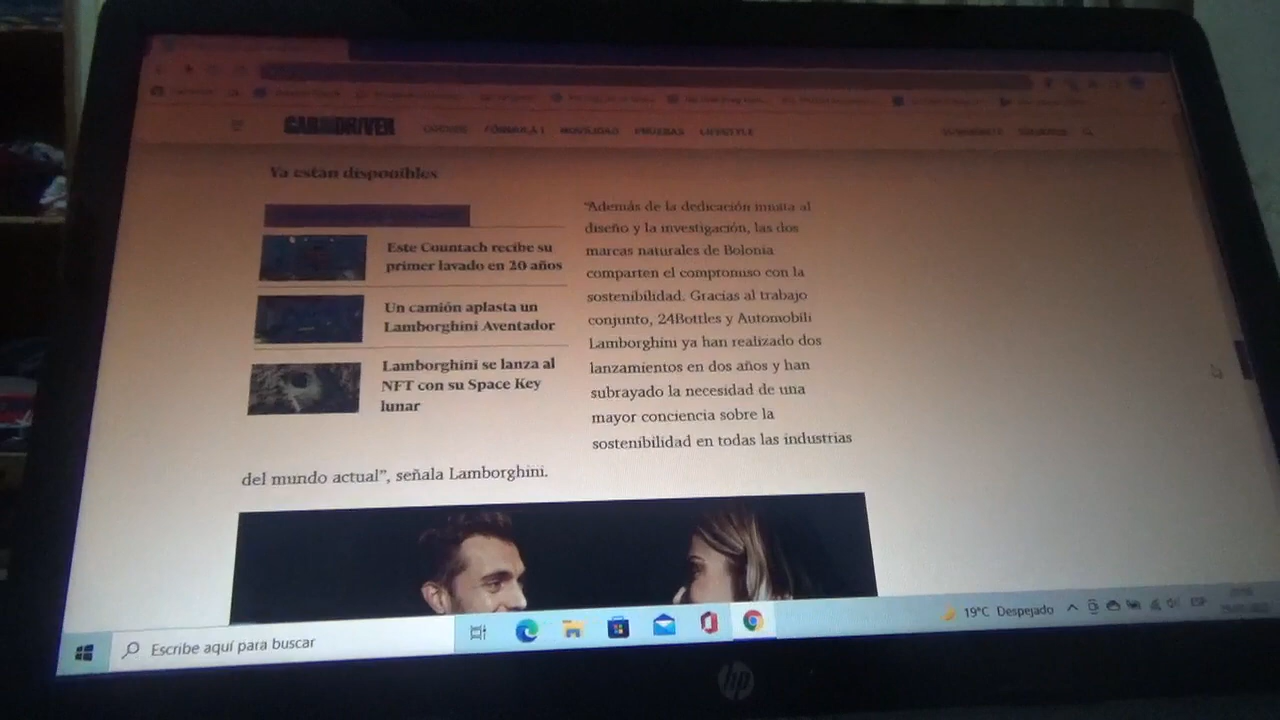 CARANDDRIVER
COCHES FÓRMULA 1 MOVILIDAD PRUEBAS LIFESTYLE
Ya están disponibles
Este Countach recibe su
primer lavado en 20 años
Un camión aplasta un
Lamborghini Aventador
Lamborghini se lanza al
NFT con su Space Key
lunar
“Además de la dedicación innata al
diseño y la investigación, las dos
marcas naturales de Bolonia
comparten el compromiso con la
sostenibilidad. Gracias al trabajo
conjunto, 24Bottles y Automobili
Lamborghini ya han realizado dos
lanzamientos en dos años y han
subrayado la necesidad de una
mayor conciencia sobre la
sostenibilidad en todas las industrias
del mundo actual”, señala Lamborghini.
Escribe aquí para buscar
19°C Despejado
ESP
hp